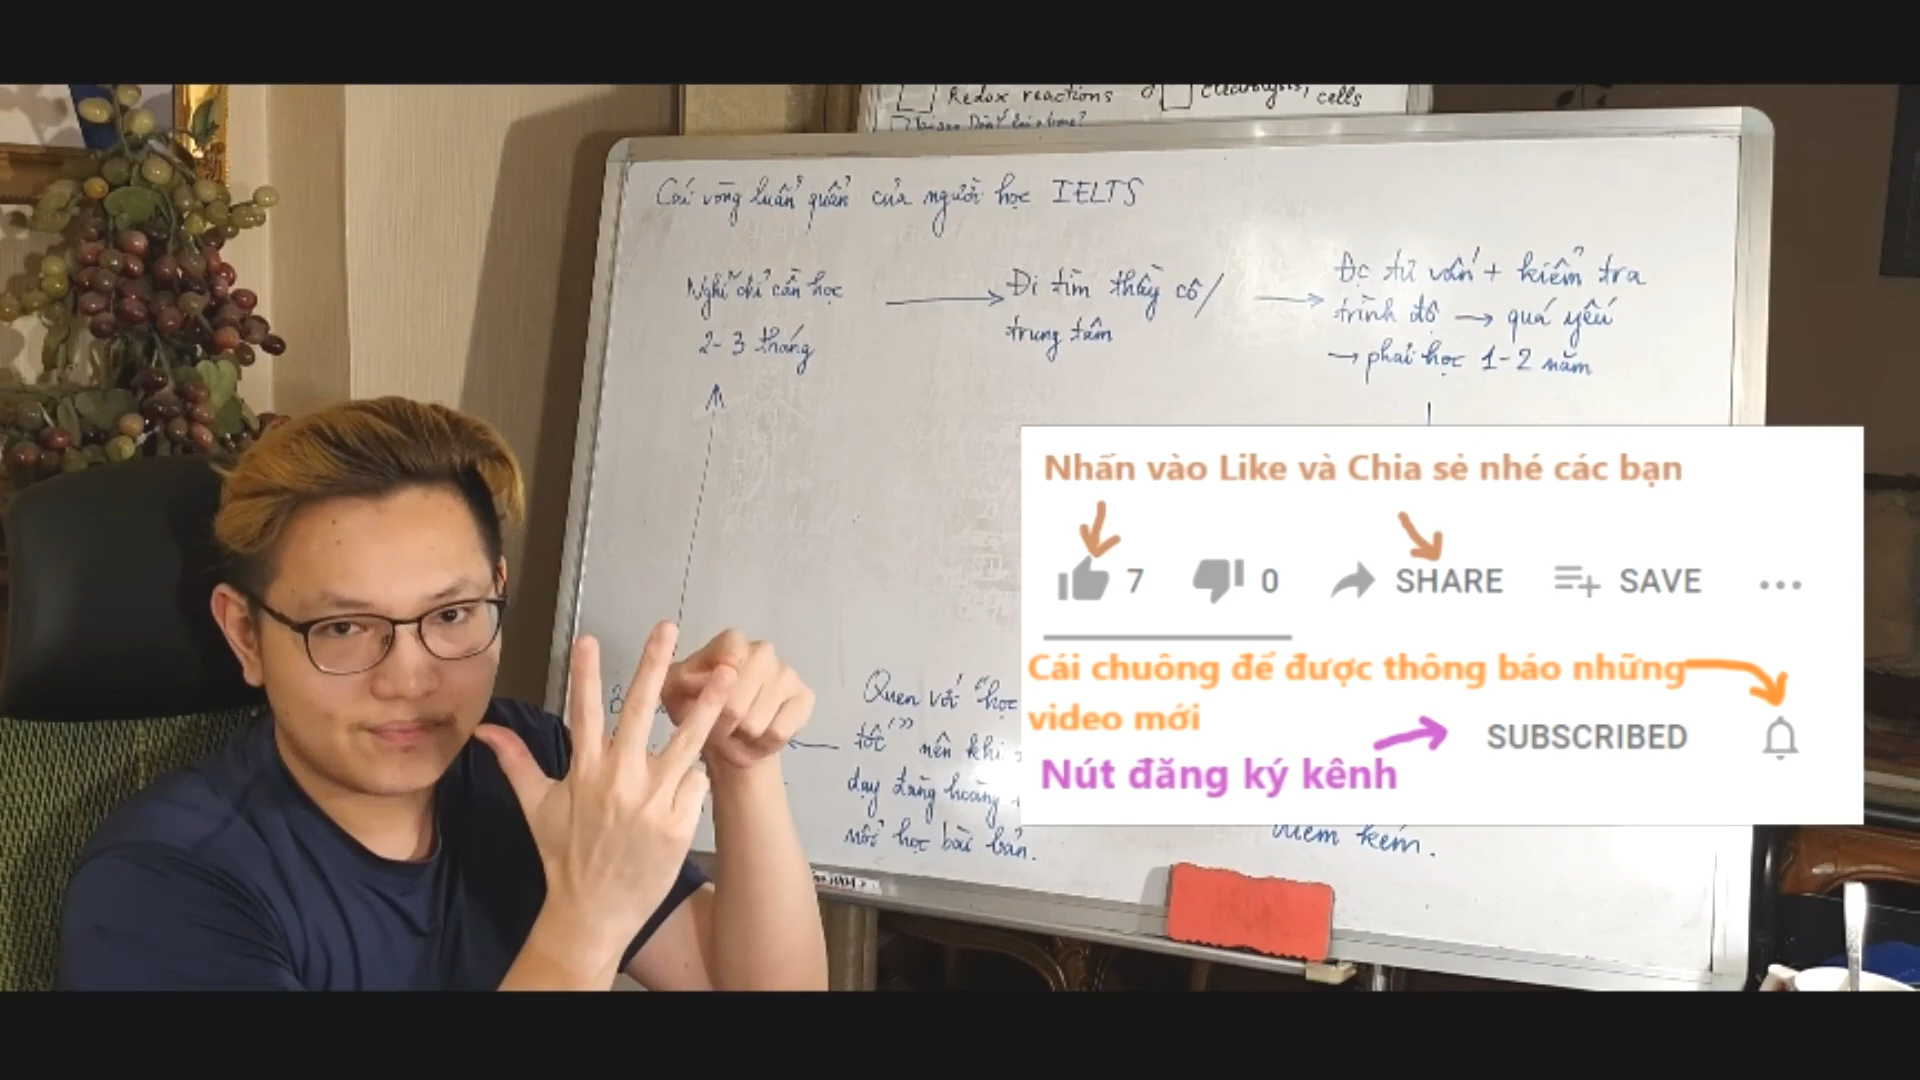 Redox reactions
Electrolysis, cells
Cái vòng luẩn quẩn của người học IELTS
Nghĩ chỉ cần học
2-3 tháng
Đi tìm thầy cô/
trung tâm
Đc tư vấn + kiểm tra
trình độ → quá yếu
→ phải học 1-2 năm
Nhấn vào Like và Chia sẻ nhé các bạn
7 0 SHARE SAVE ...
Cái chuông để được thông báo những
video mới
SUBSCRIBED
Nút đăng ký kênh
Quen với "học
tốc" nên khi
dạy đàng hoàng
nổi học bài bản.
kém.